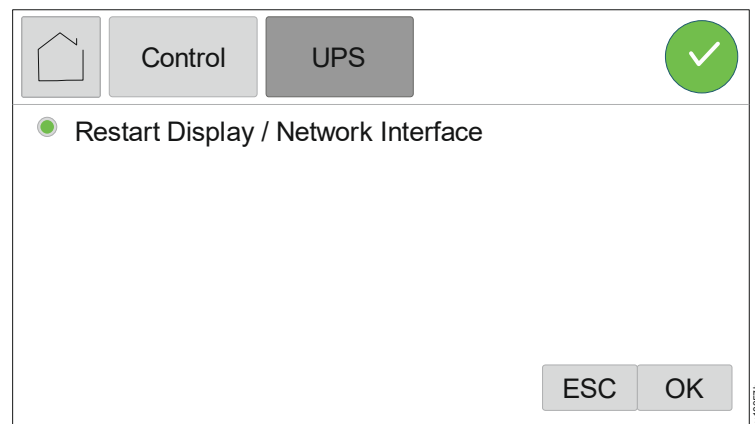 Control
UPS
Restart Display / Network Interface
ESC
OK